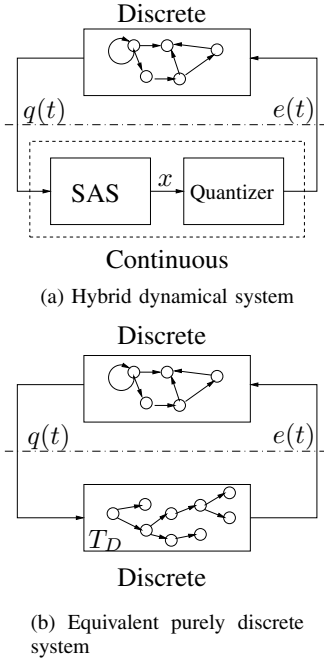 Discrete
q(t)
e(t)
SAS
x
Quantizer
Continuous
(a) Hybrid dynamical system
Discrete
q(t)
e(t)
T_D
Discrete
(b) Equivalent purely discrete
system